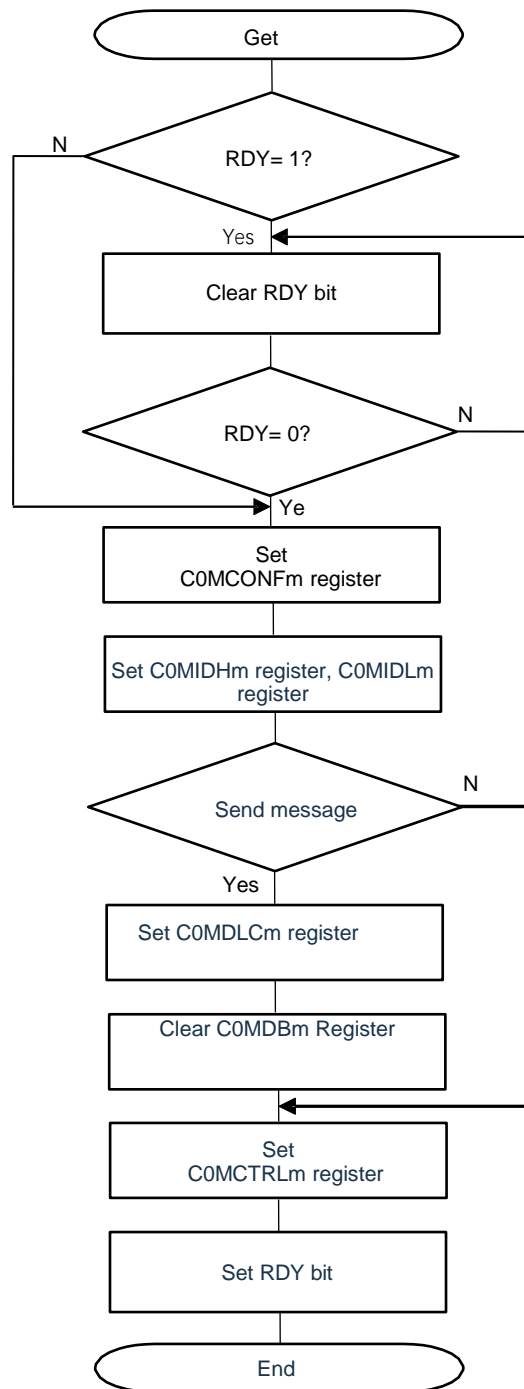 Get
N
RDY= 1?
Yes
Clear RDY bit
N
RDY= 0?
Ye
Set
C0MCONFm register
Set C0MIDHm register, C0MIDLm
register
N
Send message
Yes
Set C0MDLCm register
Clear C0MDBm Register
Set
C0MCTRLm register
Set RDY bit
End